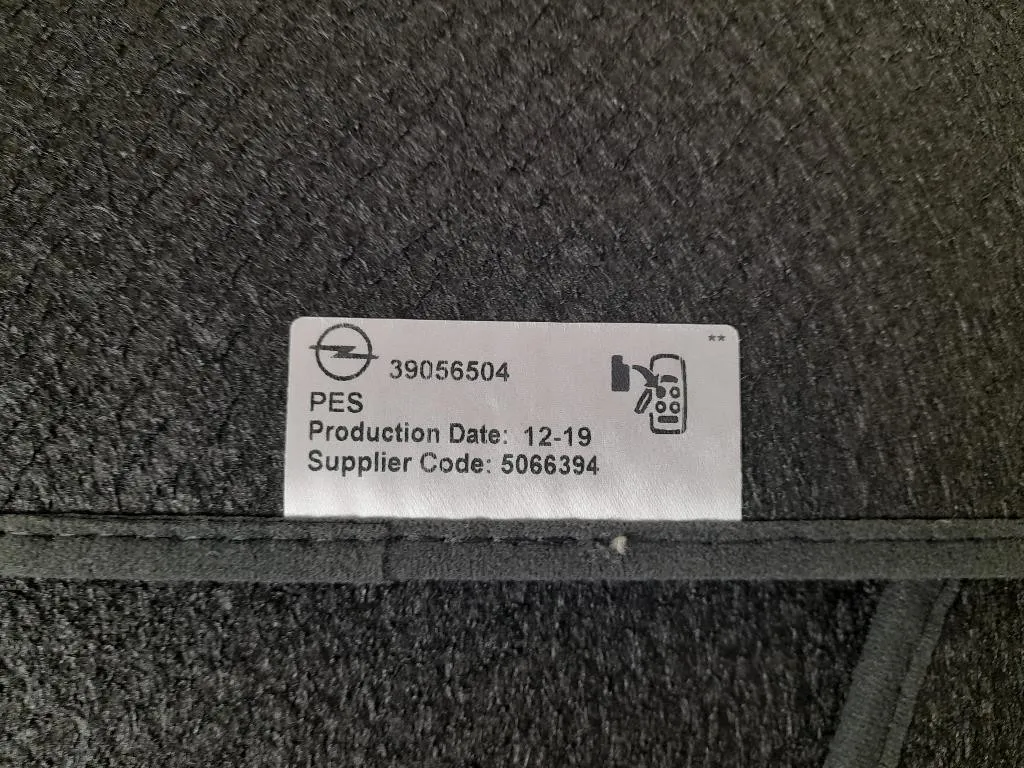 39056504
**
PES
Production Date: 12-19
Supplier Code: 5066394